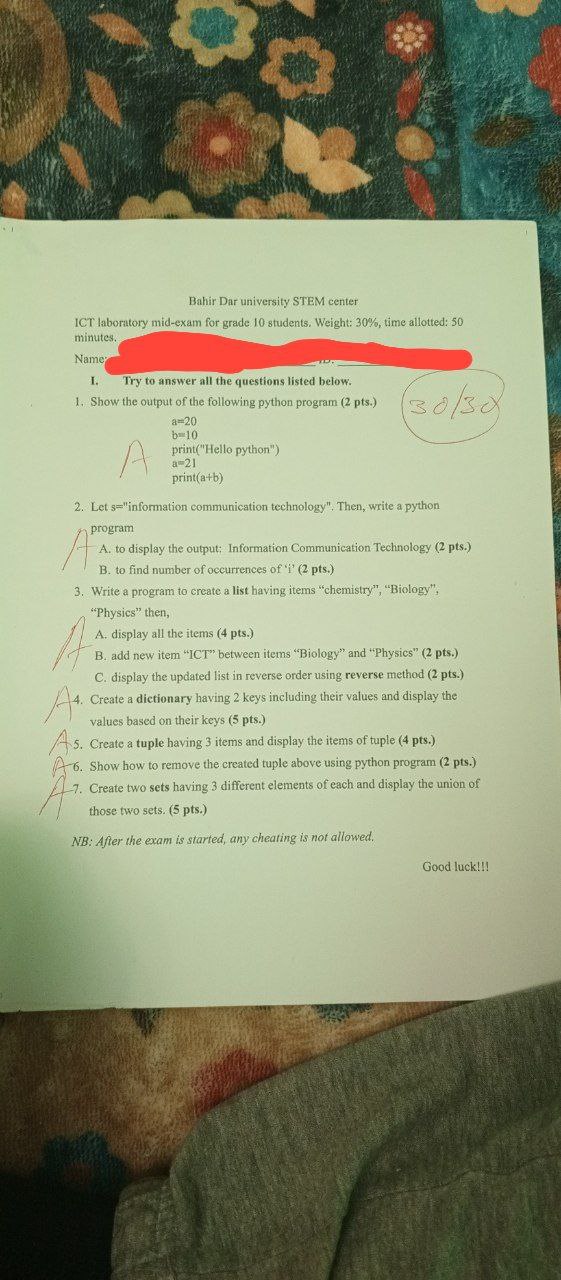 Bahir Dar university STEM center
ICT laboratory mid-exam for grade 10 students. Weight: 30%, time allotted: 50
minutes.
Name:
I. Try to answer all the questions listed below.
30/30
1. Show the output of the following python program (2 pts.)
a=20
b=10
print("Hello python")
A
a=21
print(a+b)
2. Let s="information communication technology". Then, write a python
program
A
A. to display the output: Information Communication Technology (2 pts.)
B. to find number of occurrences of ‘i’ (2 pts.)
3. Write a program to create a list having items “chemistry”, “Biology”,
“Physics” then,
A
A. display all the items (4 pts.)
B. add new item “ICT” between items “Biology” and “Physics” (2 pts.)
C. display the updated list in reverse order using reverse method (2 pts.)
A
4. Create a dictionary having 2 keys including their values and display the
values based on their keys (5 pts.)
A
5. Create a tuple having 3 items and display the items of tuple (4 pts.)
A
6. Show how to remove the created tuple above using python program (2 pts.)
A
7. Create two sets having 3 different elements of each and display the union of
those two sets. (5 pts.)
NB: After the exam is started, any cheating is not allowed.
Good luck!!!